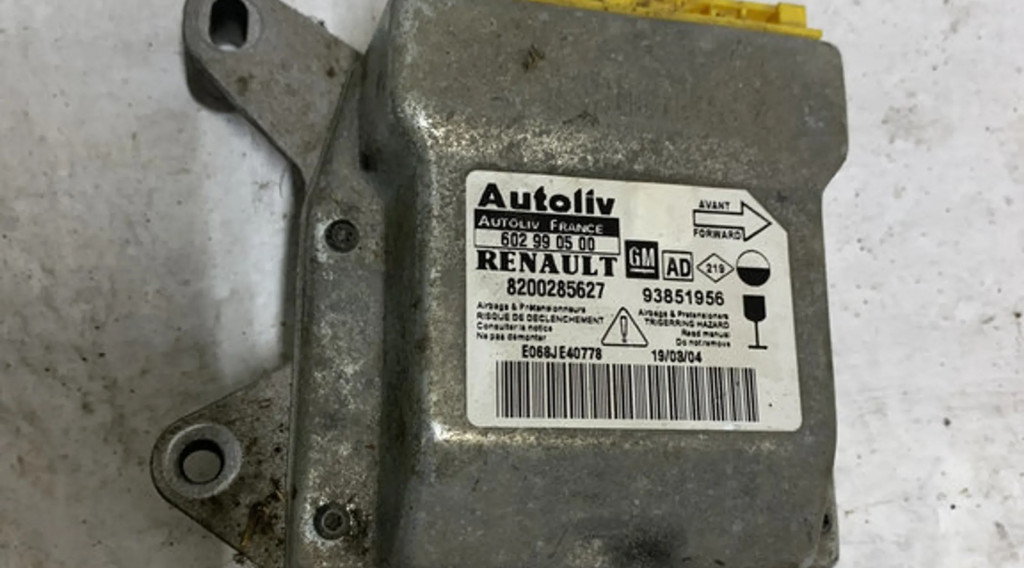 Autoliv
AUTOLIV FRANCE
602 99 05 00
RENAULT
8200285627
AVANT
FORWARD
GM
AD
219
93851956
Airbags & Prétensionneurs
RISQUE DE DECLENCHEMENT
Consulter la notice
Ne pas démonter
Airbags & Pretensioners
TRIGERRING HAZARD
Read manual
Do not remove
E068JE40778
19/03/04